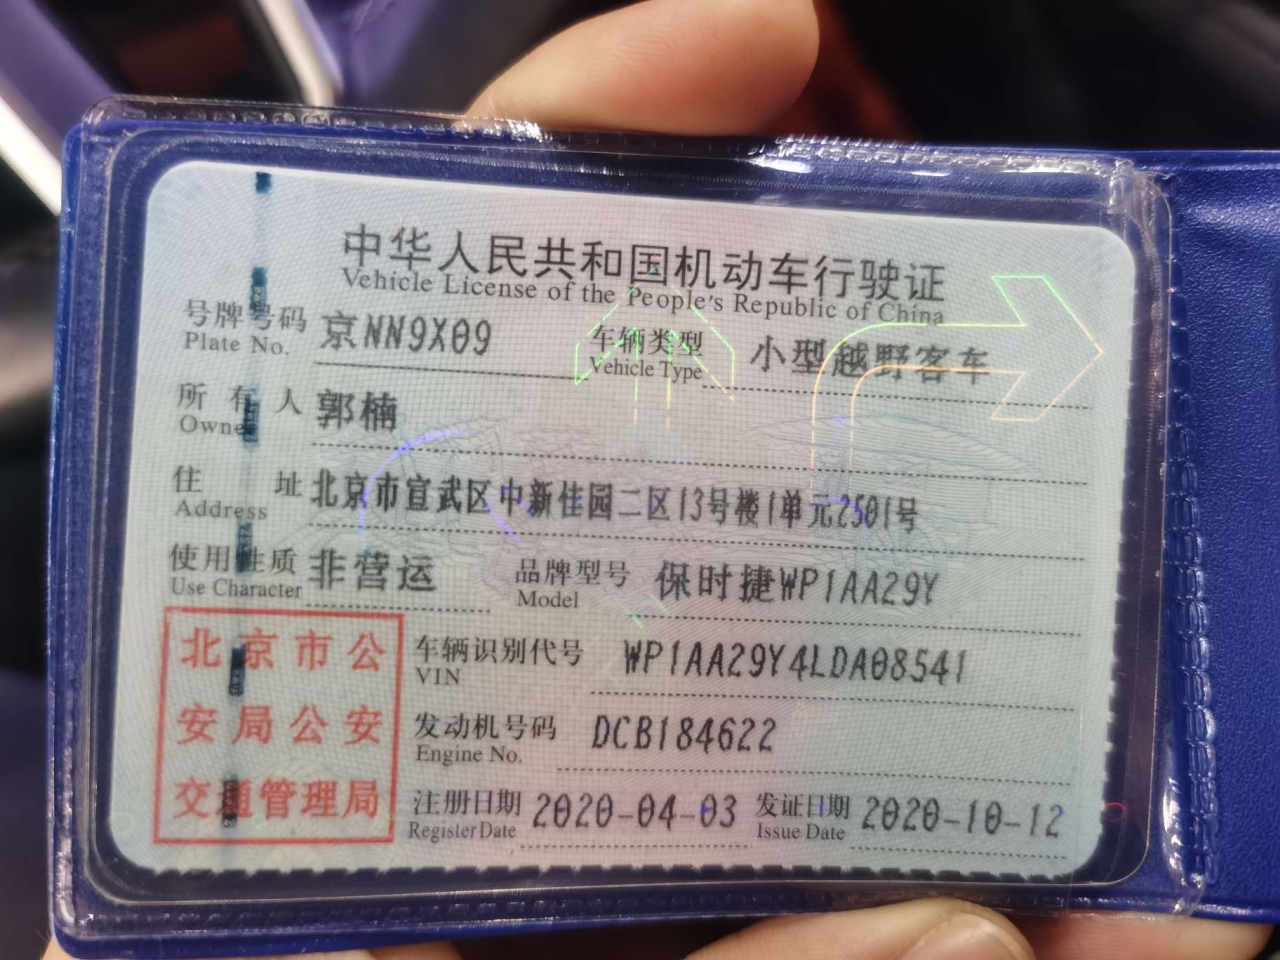 中华人民共和国机动车行驶证
Vehicle License of the People's Republic of China
号牌号码 京NN9X09 车辆类型 小型越野客车
Plate No. Vehicle Type
所有人 郭楠
Owner
住址 北京市宣武区中新佳园二区13号楼1单元2501号
Address
使用性质 非营运 品牌型号 保时捷WP1AA29Y
Use Character Model
车辆识别代号 WP1AA29Y4LDA08541
VIN
发动机号码 DCB184622
Engine No.
注册日期 2020-04-03 发证日期 2020-10-12
Register Date Issue Date
北京市公
安局公安
交通管理局